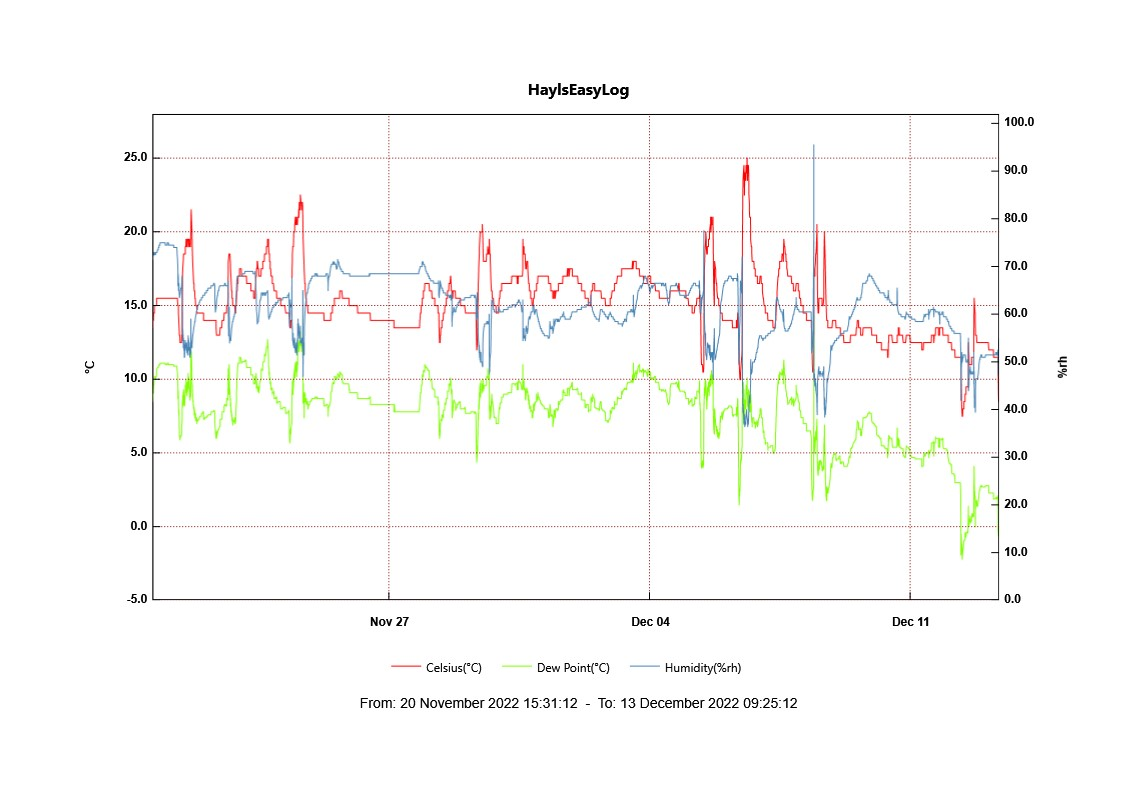 HaylsEasyLog
100.0
25.0
90.0
20.0
80.0
70.0
15.0
60.0
°C
50.0
%rh
10.0
40.0
5.0
30.0
20.0
0.0
10.0
-5.0
0.0
Nov 27
Dec 04
Dec 11
Celsius(°C)
Dew Point(°C)
Humidity(%rh)
From: 20 November 2022 15:31:12 - To: 13 December 2022 09:25:12